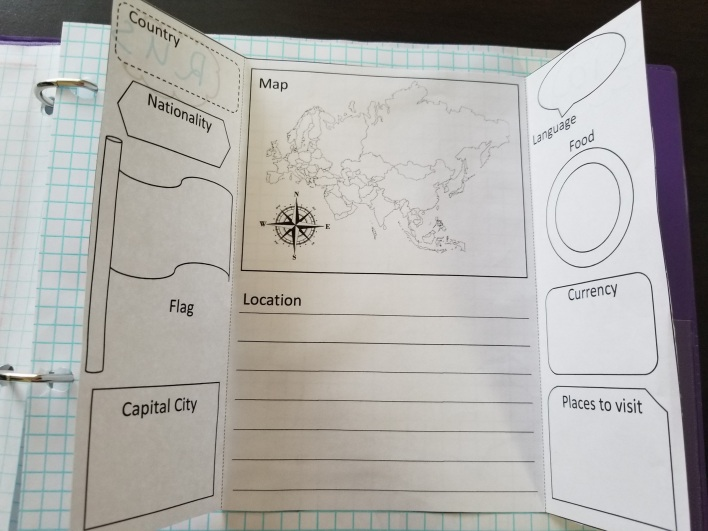 Country
Nationality
Flag
Capital City
Map
N
W
E
S
Location
Language
Food
Currency
Places to visit